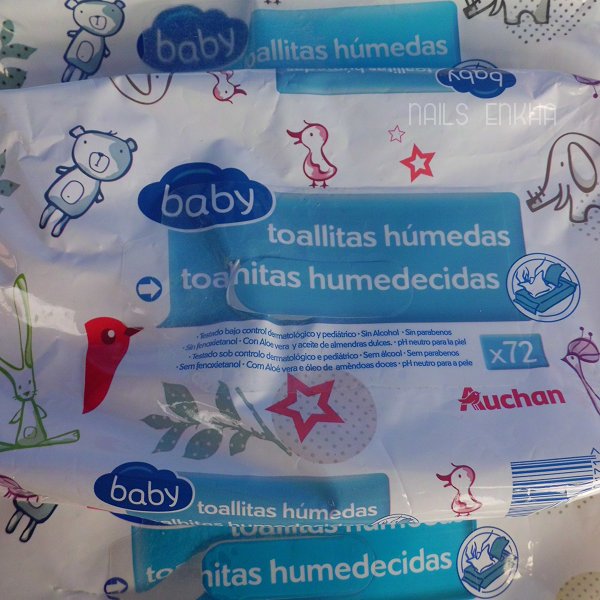 baby
toallitas húmedas
baby
NAILS ENKHA
baby
toallitas húmedas
toalhitas humedecidas
• Testado bajo control dermatológico y pediátrico • Sin Alcohol • Sin parabenos
• Sin fenoxietanol • Con Aloe vera y aceite de almendras dulces. • pH neutro para la piel
• Testado sob controlo dermatológico e pediátrico • Sem álcool • Sem parabenos
• Sem fenoxietanol • Com Aloé vera e óleo de amêndoas doces • pH neutro para a pele
x72
Auchan
baby
toallitas húmedas
toallitas húmedas
hitas humedecidas